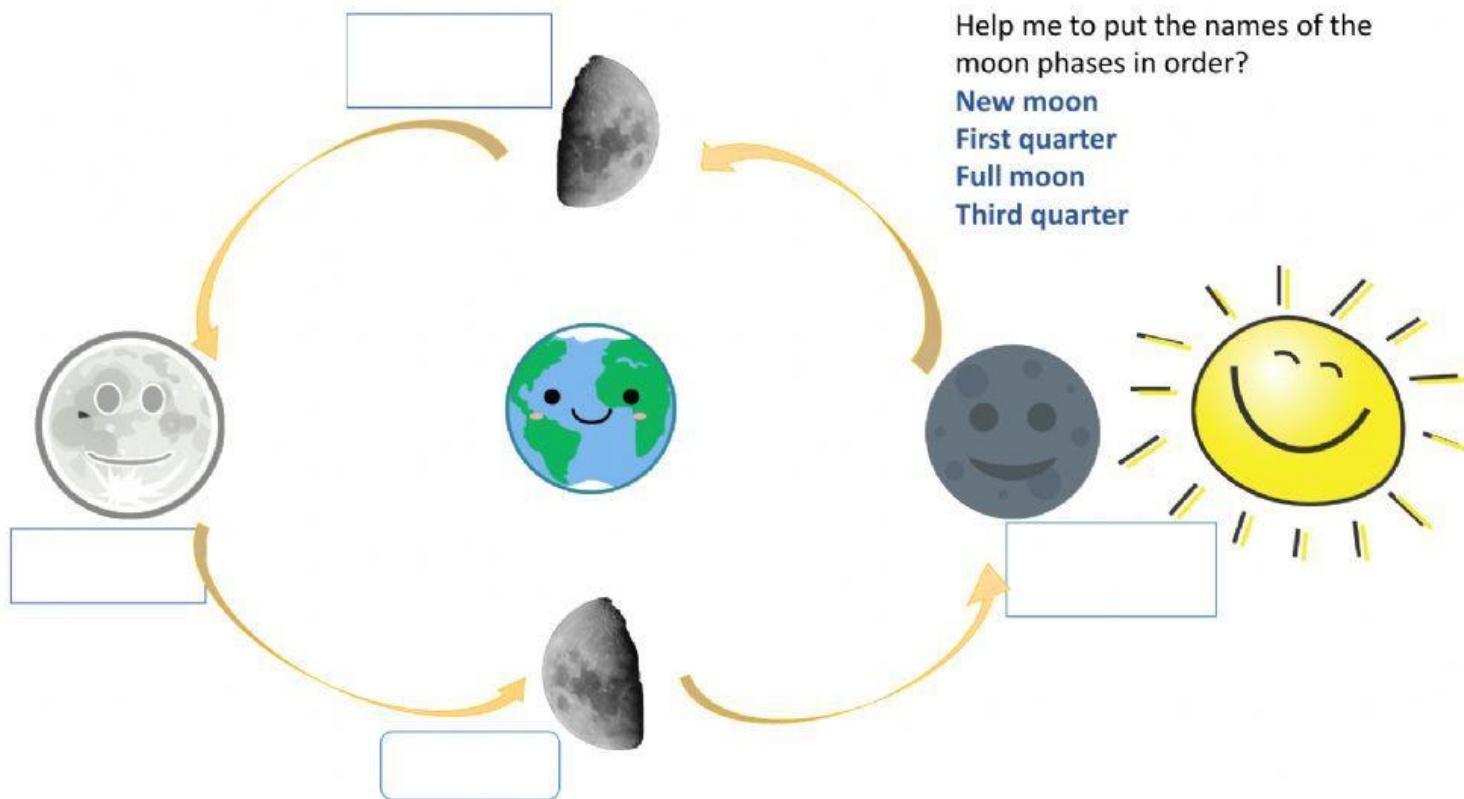 Help me to put the names of the
moon phases in order?
New moon
First quarter
Full moon
Third quarter